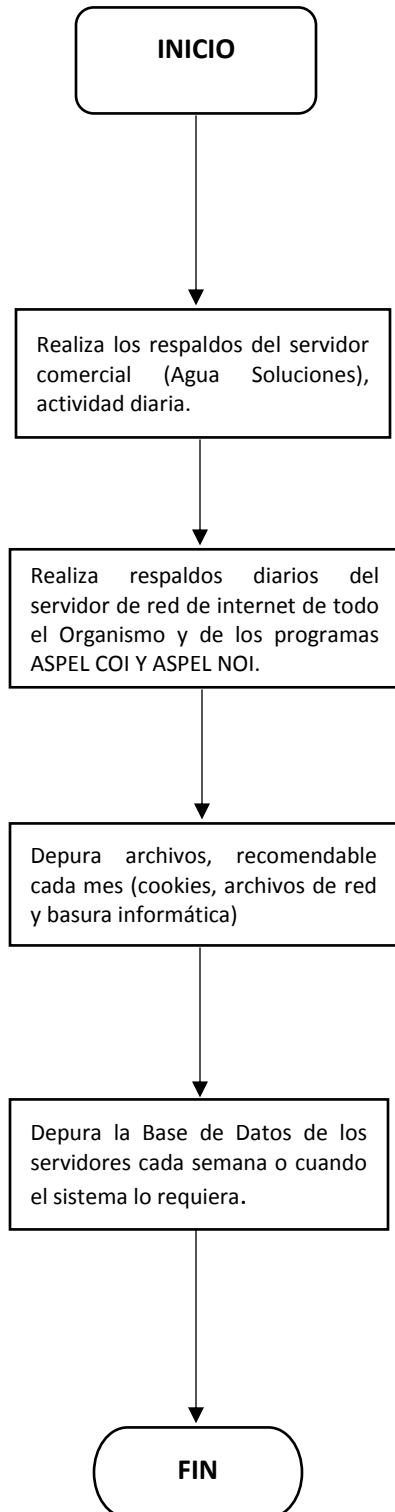 INICIO
Realiza los respaldos del servidor
comercial (Agua Soluciones),
actividad diaria.
Realiza respaldos diarios del
servidor de red de internet de todo
el Organismo y de los programas
ASPEL COI Y ASPEL NOI.
Depura archivos, recomendable
cada mes (cookies, archivos de red
y basura informática)
Depura la Base de Datos de los
servidores cada semana o cuando
el sistema lo requiera.
FIN